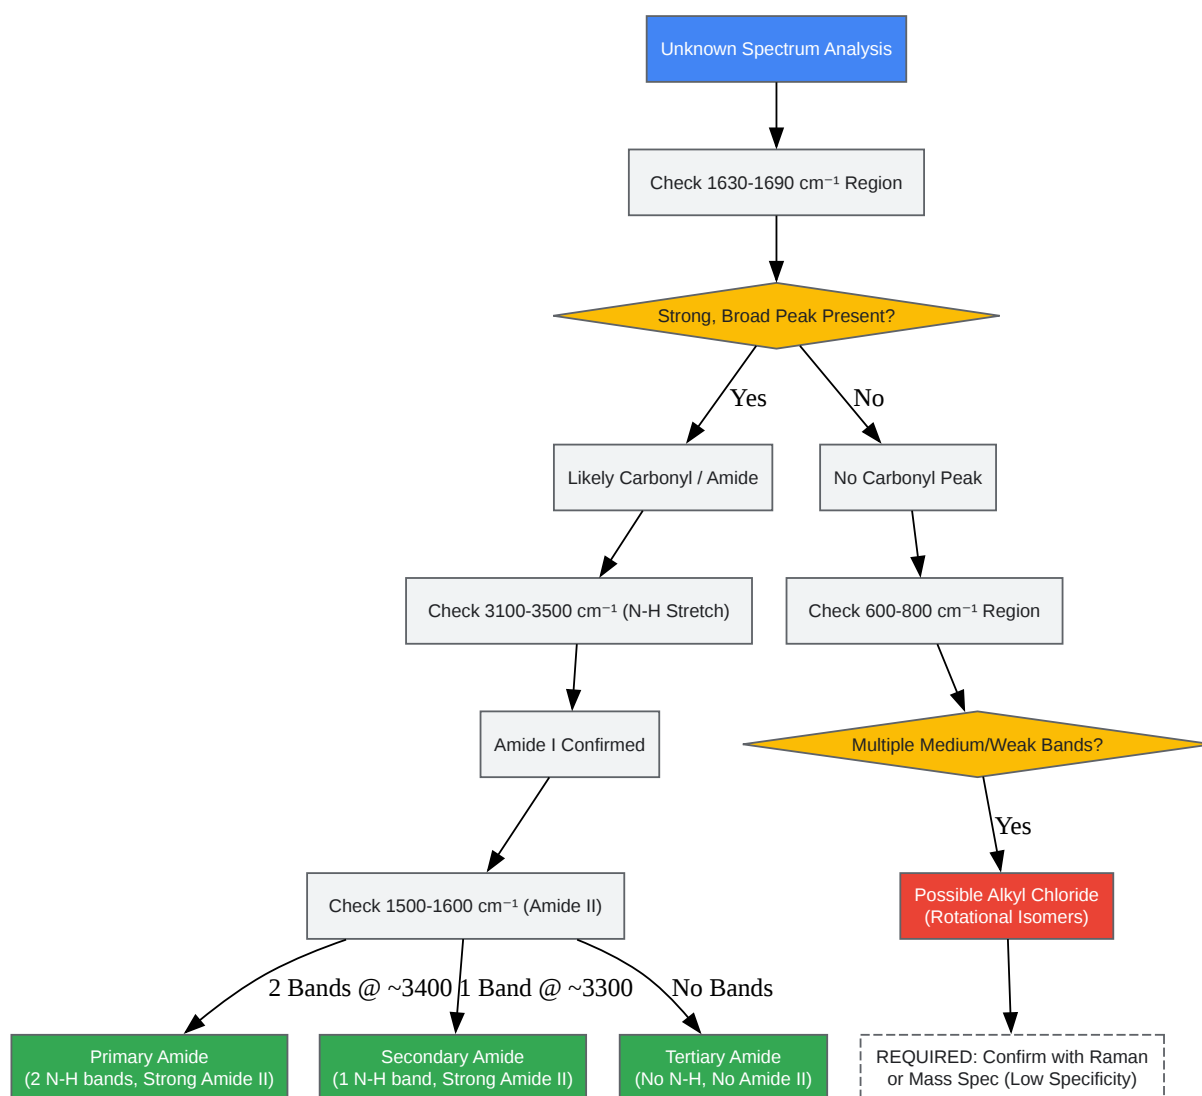 Unknown Spectrum Analysis
Check 1630-1690 cm⁻¹ Region
Strong, Broad Peak Present?
Yes
No
Likely Carbonyl / Amide
No Carbonyl Peak
Check 3100-3500 cm⁻¹ (N-H Stretch)
Check 600-800 cm⁻¹ Region
Amide I Confirmed
Multiple Medium/Weak Bands?
Yes
Check 1500-1600 cm⁻¹ (Amide II)
Possible Alkyl Chloride
(Rotational Isomers)
2 Bands @ ~3400
1 Band @ ~3300
No Bands
Primary Amide
(2 N-H bands, Strong Amide II)
Secondary Amide
(1 N-H band, Strong Amide II)
Tertiary Amide
(No N-H, No Amide II)
REQUIRED: Confirm with Raman
or Mass Spec (Low Specificity)